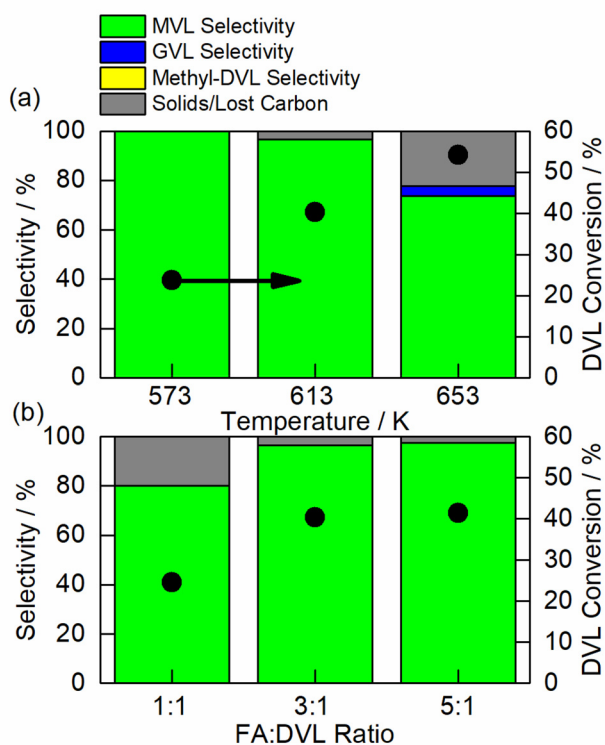 MVL Selectivity
GVL Selectivity
Methyl-DVL Selectivity
Solids/Lost Carbon
(a)
Selectivity / %
100
80
60
40
20
0
DVL Conversion / %
60
50
40
30
20
10
0
573 613 653
Temperature / K
(b)
Selectivity / %
100
80
60
40
20
0
DVL Conversion / %
60
50
40
30
20
10
0
1:1 3:1 5:1
FA:DVL Ratio